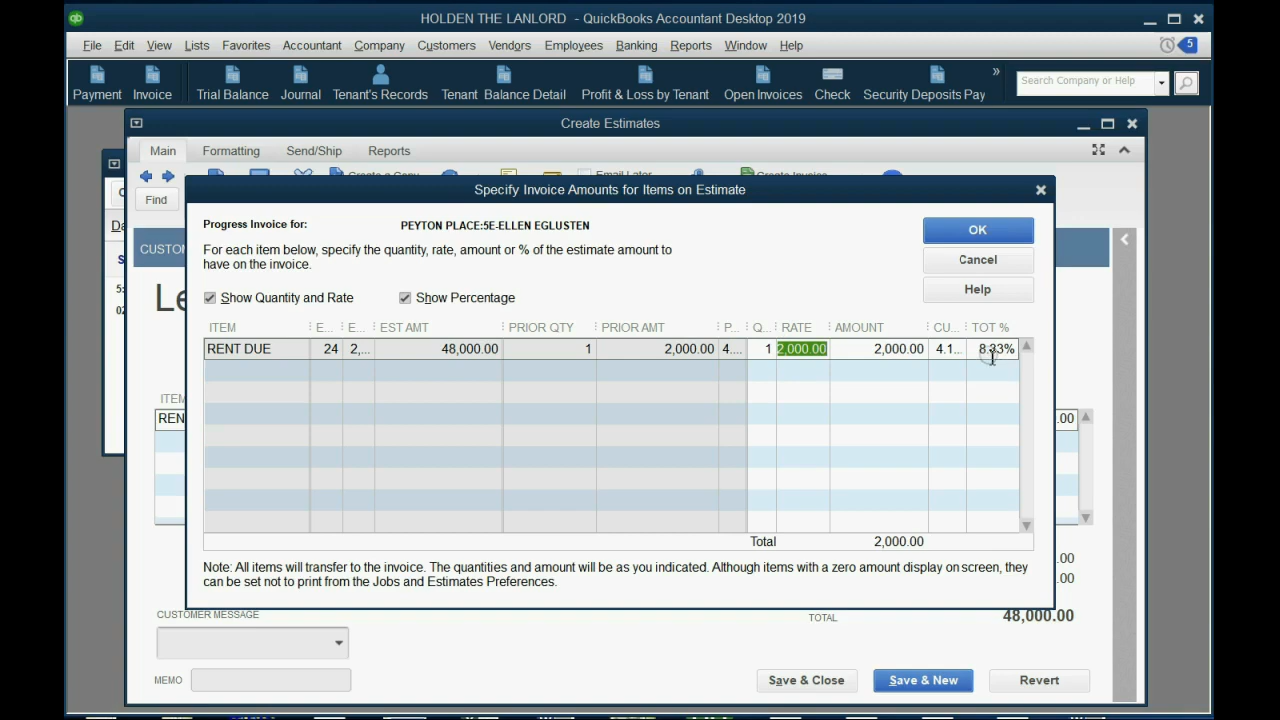 HOLDEN THE LANLORD - QuickBooks Accountant Desktop 2019
File Edit View Lists Favorites Accountant Company Customers Vendors Employees Banking Reports Window Help
5
Payment Invoice Trial Balance Journal Tenant's Records Tenant Balance Detail Profit & Loss by Tenant Open Invoices Check Security Deposits Pay
» Search Company or Help
Create Estimates
Main Formatting Send/Ship Reports
Find
Specify Invoice Amounts for Items on Estimate
Progress Invoice for: PEYTON PLACE:5E-ELLEN EGLUSTEN
For each item below, specify the quantity, rate, amount or % of the estimate amount to
have on the invoice.
OK
Cancel
Help
Show Quantity and Rate Show Percentage
ITEM E... E... EST AMT PRIOR QTY PRIOR AMT P... Q... RATE AMOUNT CU... TOT %
RENT DUE 24 2,... 48,000.00 1 2,000.00 4.... 1 2,000.00 2,000.00 4.1... 8.33%
Total 2,000.00
Note: All items will transfer to the invoice. The quantities and amount will be as you indicated. Although items with a zero amount display on screen, they
can be set not to print from the Jobs and Estimates Preferences.
CUSTOMER MESSAGE
TOTAL 48,000.00
MEMO
Save & Close Save & New Revert